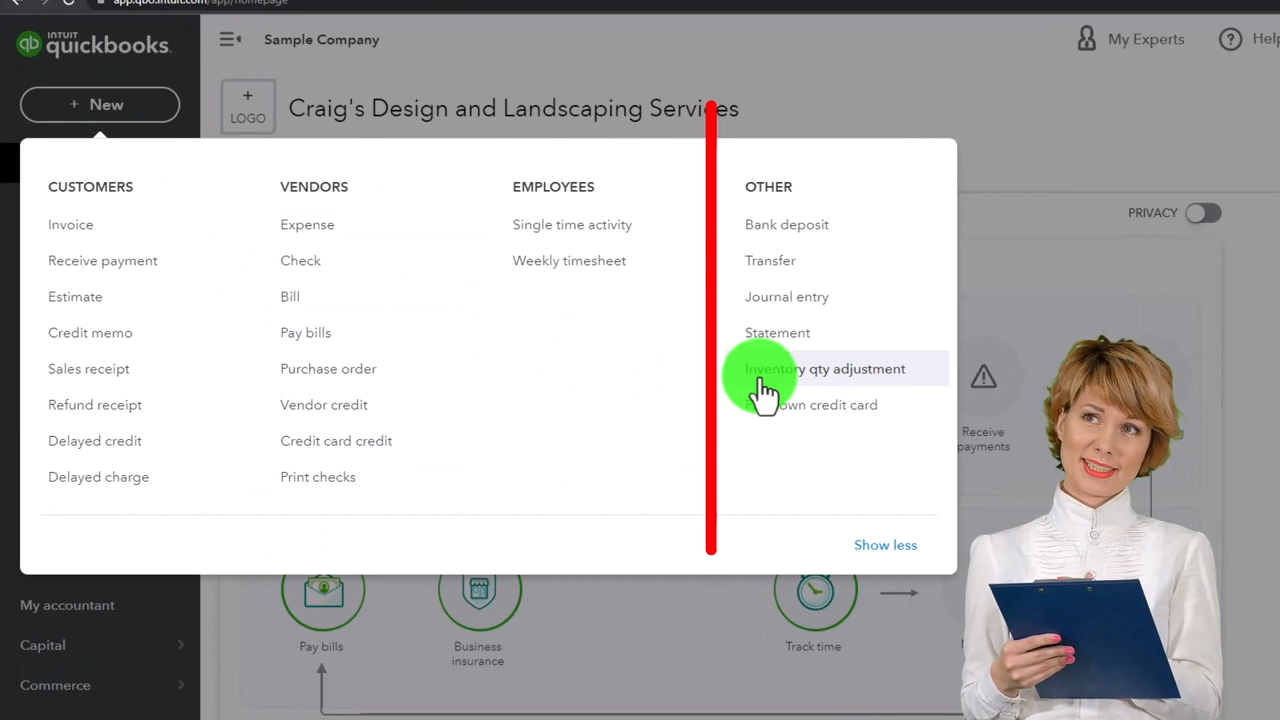 app.qbo.intuit.com/app/homepage
INTUIT
quickbooks.
Sample Company
My Experts
Help
+ New
+
LOGO
Craig's Design and Landscaping Services
PRIVACY
CUSTOMERS
Invoice
Receive payment
Estimate
Credit memo
Sales receipt
Refund receipt
Delayed credit
Delayed charge
VENDORS
Expense
Check
Bill
Pay bills
Purchase order
Vendor credit
Credit card credit
Print checks
EMPLOYEES
Single time activity
Weekly timesheet
OTHER
Bank deposit
Transfer
Journal entry
Statement
Inventory qty adjustment
down credit card
Show less
Receive
payments
My accountant
Capital
Commerce
Pay bills
Business
insurance
Track time